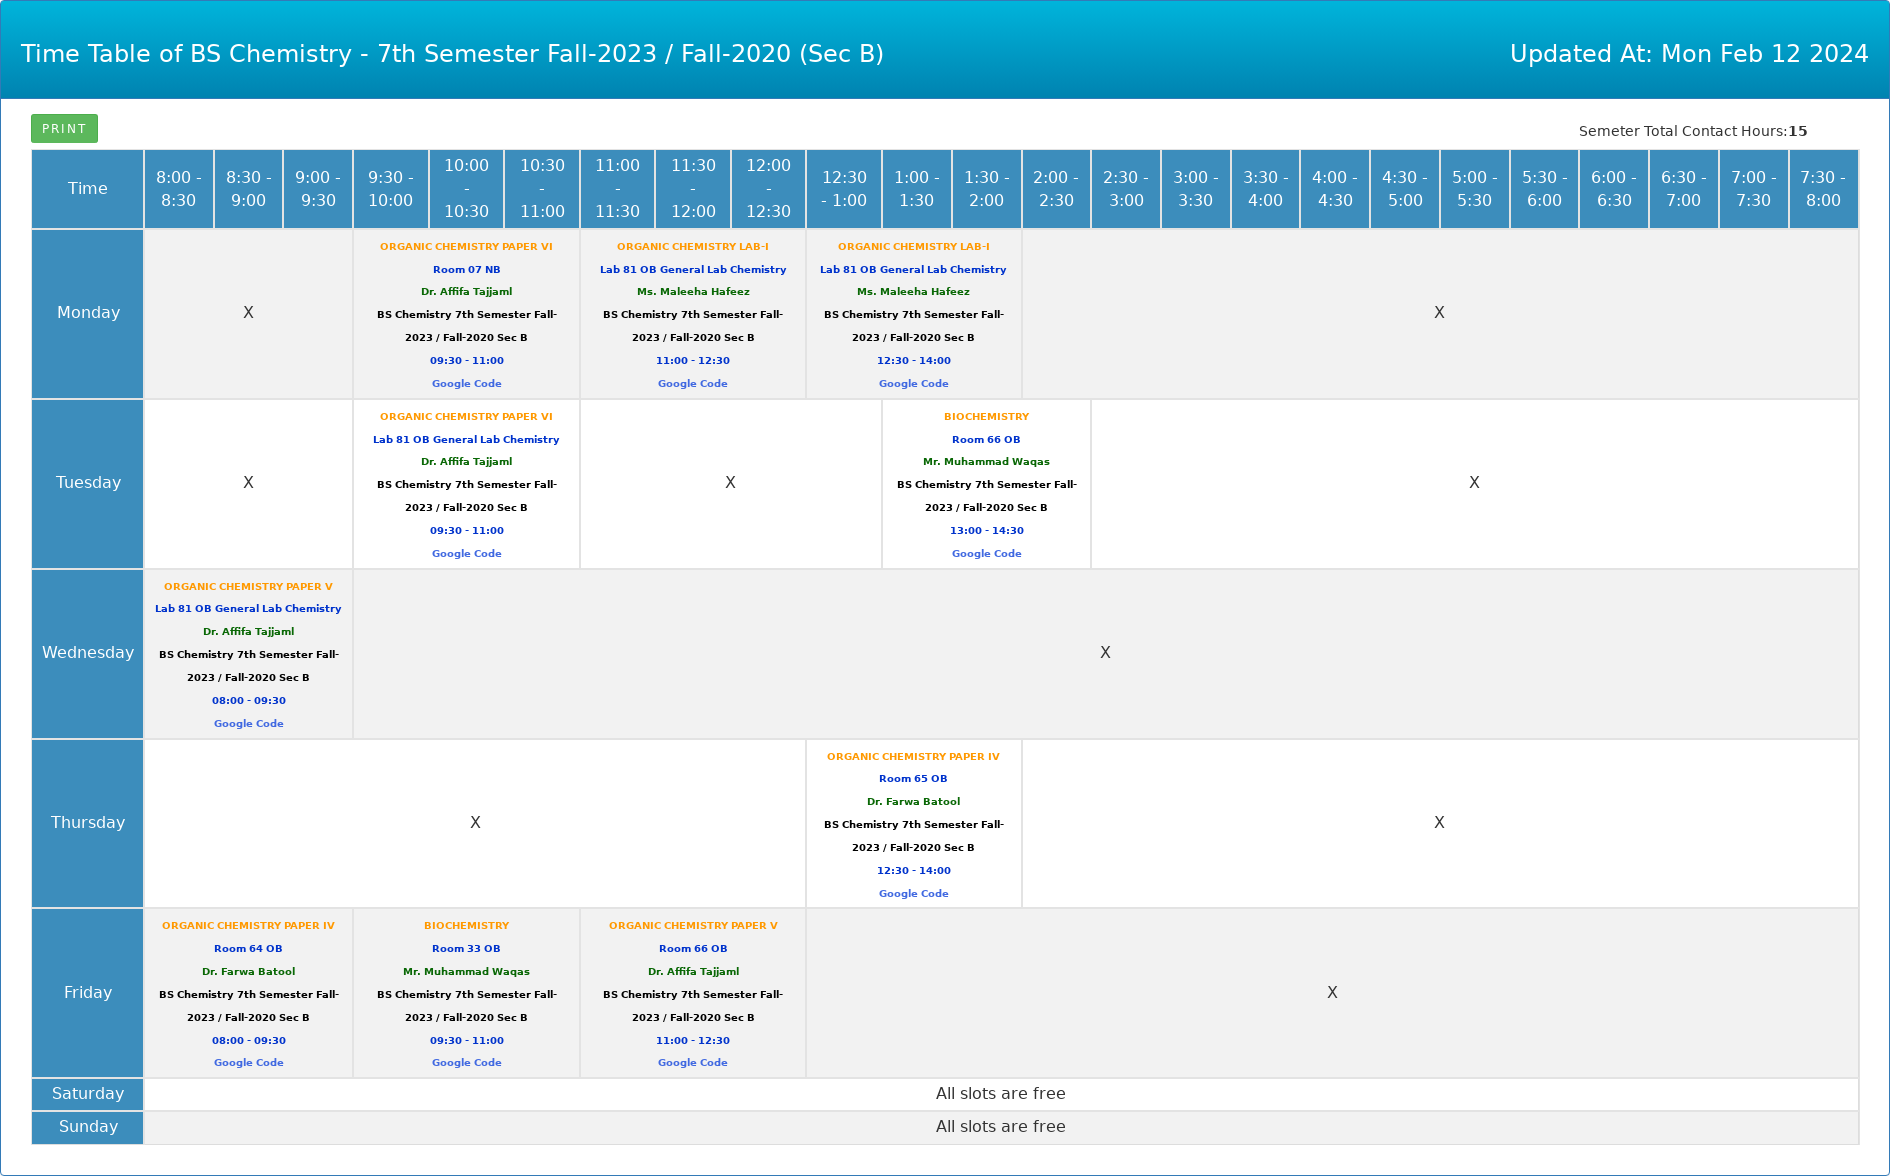 Time Table of BS Chemistry - 7th Semester Fall-2023 / Fall-2020 (Sec B)
Updated At: Mon Feb 12 2024
PRINT
Semeter Total Contact Hours:15
Time
8:00 -
8:30
8:30 -
9:00
9:00 -
9:30
9:30 -
10:00
10:00
-
10:30
10:30
-
11:00
11:00
-
11:30
11:30
-
12:00
12:00
-
12:30
12:30
- 1:00
1:00 -
1:30
1:30 -
2:00
2:00 -
2:30
2:30 -
3:00
3:00 -
3:30
3:30 -
4:00
4:00 -
4:30
4:30 -
5:00
5:00 -
5:30
5:30 -
6:00
6:00 -
6:30
6:30 -
7:00
7:00 -
7:30
7:30 -
8:00
Monday
X
ORGANIC CHEMISTRY PAPER VI
Room 07 NB
Dr. Affifa Tajjaml
BS Chemistry 7th Semester Fall-
2023 / Fall-2020 Sec B
09:30 - 11:00
Google Code
ORGANIC CHEMISTRY LAB-I
Lab 81 OB General Lab Chemistry
Ms. Maleeha Hafeez
BS Chemistry 7th Semester Fall-
2023 / Fall-2020 Sec B
11:00 - 12:30
Google Code
ORGANIC CHEMISTRY LAB-I
Lab 81 OB General Lab Chemistry
Ms. Maleeha Hafeez
BS Chemistry 7th Semester Fall-
2023 / Fall-2020 Sec B
12:30 - 14:00
Google Code
X
Tuesday
X
ORGANIC CHEMISTRY PAPER VI
Lab 81 OB General Lab Chemistry
Dr. Affifa Tajjaml
BS Chemistry 7th Semester Fall-
2023 / Fall-2020 Sec B
09:30 - 11:00
Google Code
X
BIOCHEMISTRY
Room 66 OB
Mr. Muhammad Waqas
BS Chemistry 7th Semester Fall-
2023 / Fall-2020 Sec B
13:00 - 14:30
Google Code
X
Wednesday
ORGANIC CHEMISTRY PAPER V
Lab 81 OB General Lab Chemistry
Dr. Affifa Tajjaml
BS Chemistry 7th Semester Fall-
2023 / Fall-2020 Sec B
08:00 - 09:30
Google Code
X
Thursday
X
ORGANIC CHEMISTRY PAPER IV
Room 65 OB
Dr. Farwa Batool
BS Chemistry 7th Semester Fall-
2023 / Fall-2020 Sec B
12:30 - 14:00
Google Code
X
Friday
ORGANIC CHEMISTRY PAPER IV
Room 64 OB
Dr. Farwa Batool
BS Chemistry 7th Semester Fall-
2023 / Fall-2020 Sec B
08:00 - 09:30
Google Code
BIOCHEMISTRY
Room 33 OB
Mr. Muhammad Waqas
BS Chemistry 7th Semester Fall-
2023 / Fall-2020 Sec B
09:30 - 11:00
Google Code
ORGANIC CHEMISTRY PAPER V
Room 66 OB
Dr. Affifa Tajjaml
BS Chemistry 7th Semester Fall-
2023 / Fall-2020 Sec B
11:00 - 12:30
Google Code
X
Saturday
All slots are free
Sunday
All slots are free